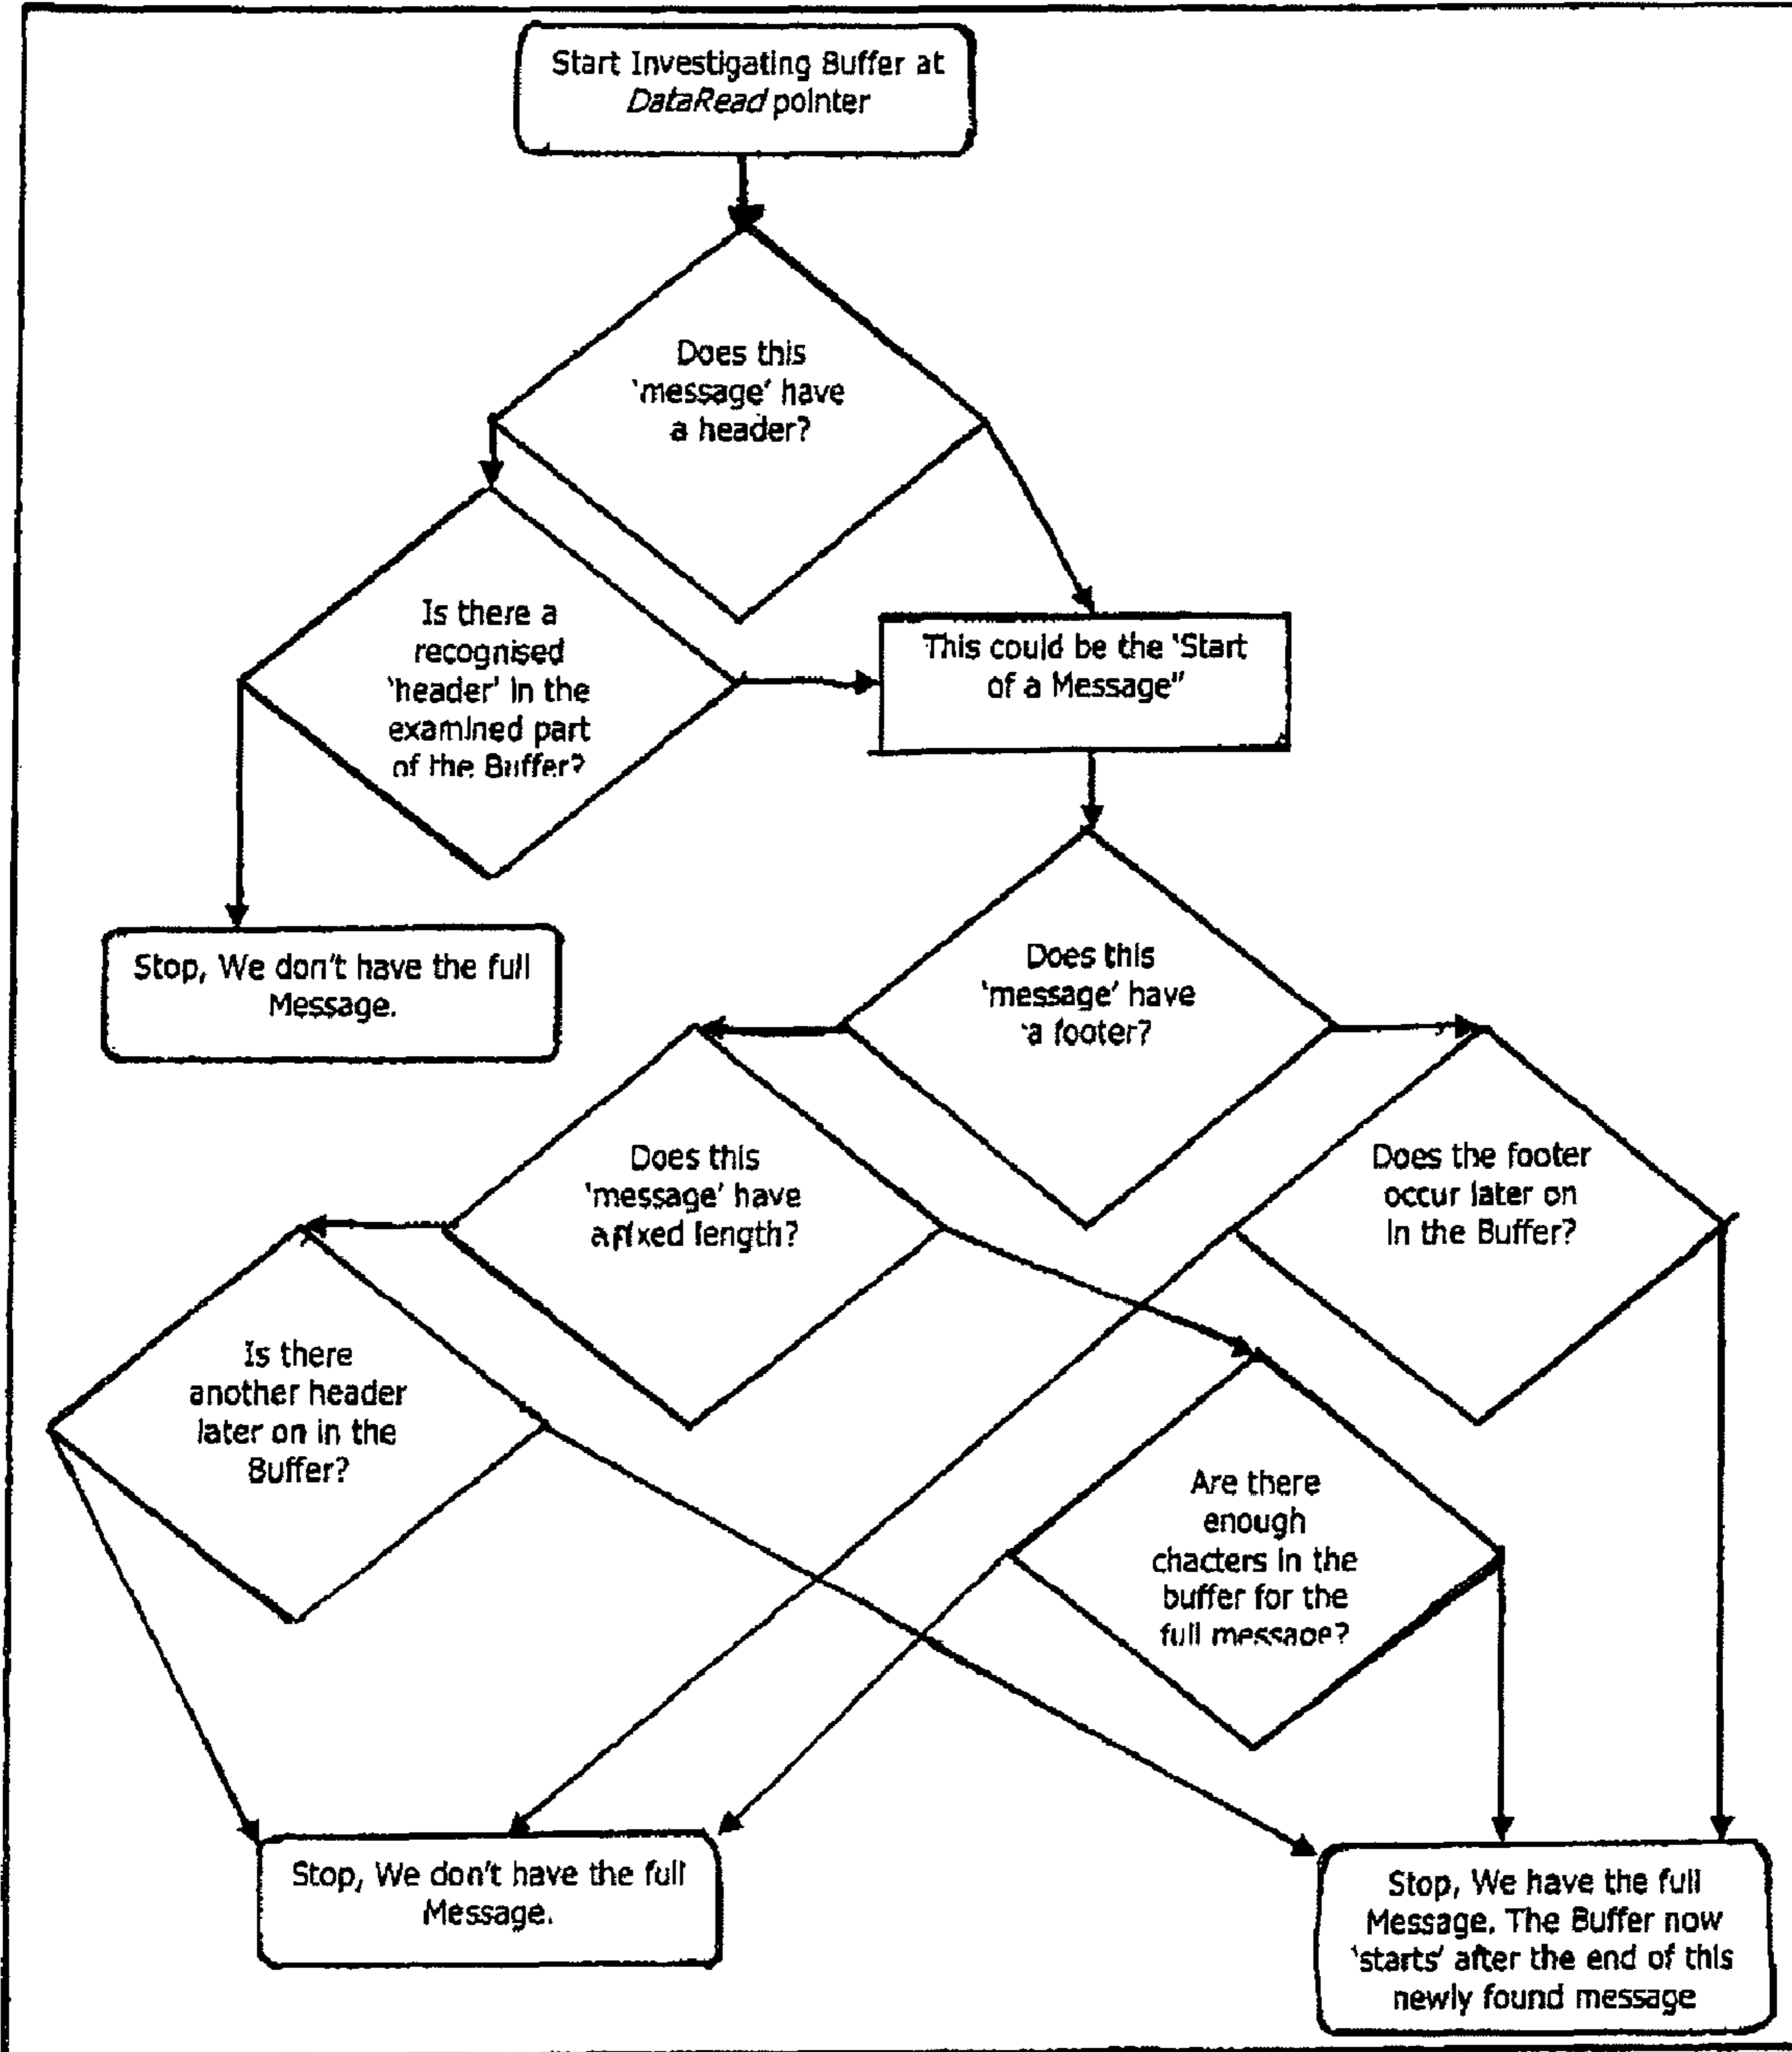 Start Investigating Buffer at
DataRead pointer
Does this
'message' have
a header?
Is there a
recognised
'header' in the
examined part
of the Buffer?
This could be the 'Start
of a Message"
Stop, We don't have the full
Message.
Does this
'message' have
a footer?
Does this
'message' have
a fixed length?
Does the footer
occur later on
in the Buffer?
Is there
another header
later on in the
Buffer?
Are there
enough
chacters in the
buffer for the
full message?
Stop, We don't have the full
Message.
Stop, We have the full
Message. The Buffer now
'starts' after the end of this
newly found message